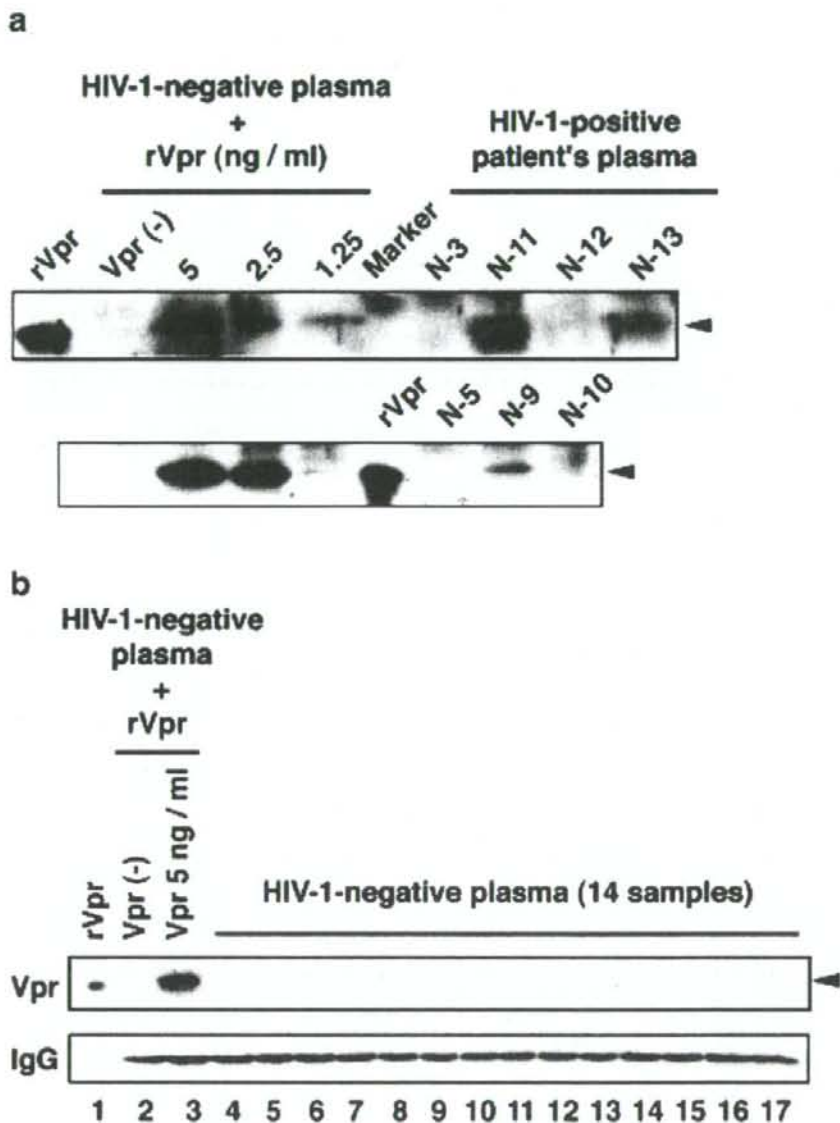 a
HIV-1-negative plasma
+
rVpr (ng / ml)
HIV-1-positive
patient's plasma
rVpr Vpr (-) 5 2.5 1.25 Marker N-3 N-11 N-12 N-13
rVpr N-5 N-9 N-10
b
HIV-1-negative
plasma
+
rVpr
rVpr Vpr (-) Vpr 5 ng / ml
HIV-1-negative plasma (14 samples)
Vpr
IgG
1 2 3 4 5 6 7 8 9 10 11 12 13 14 15 16 17